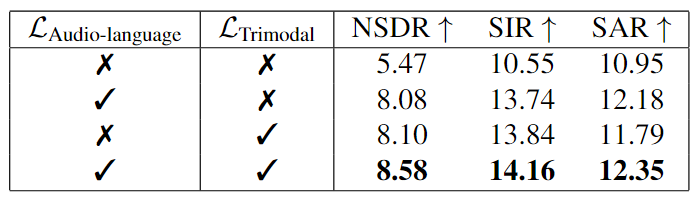 ℒAudio-language ℒTrimodal NSDR ↑ SIR ↑ SAR ↑
✗ ✗ 5.47 10.55 10.95
✓ ✗ 8.08 13.74 12.18
✗ ✓ 8.10 13.84 11.79
✓ ✓ 8.58 14.16 12.35